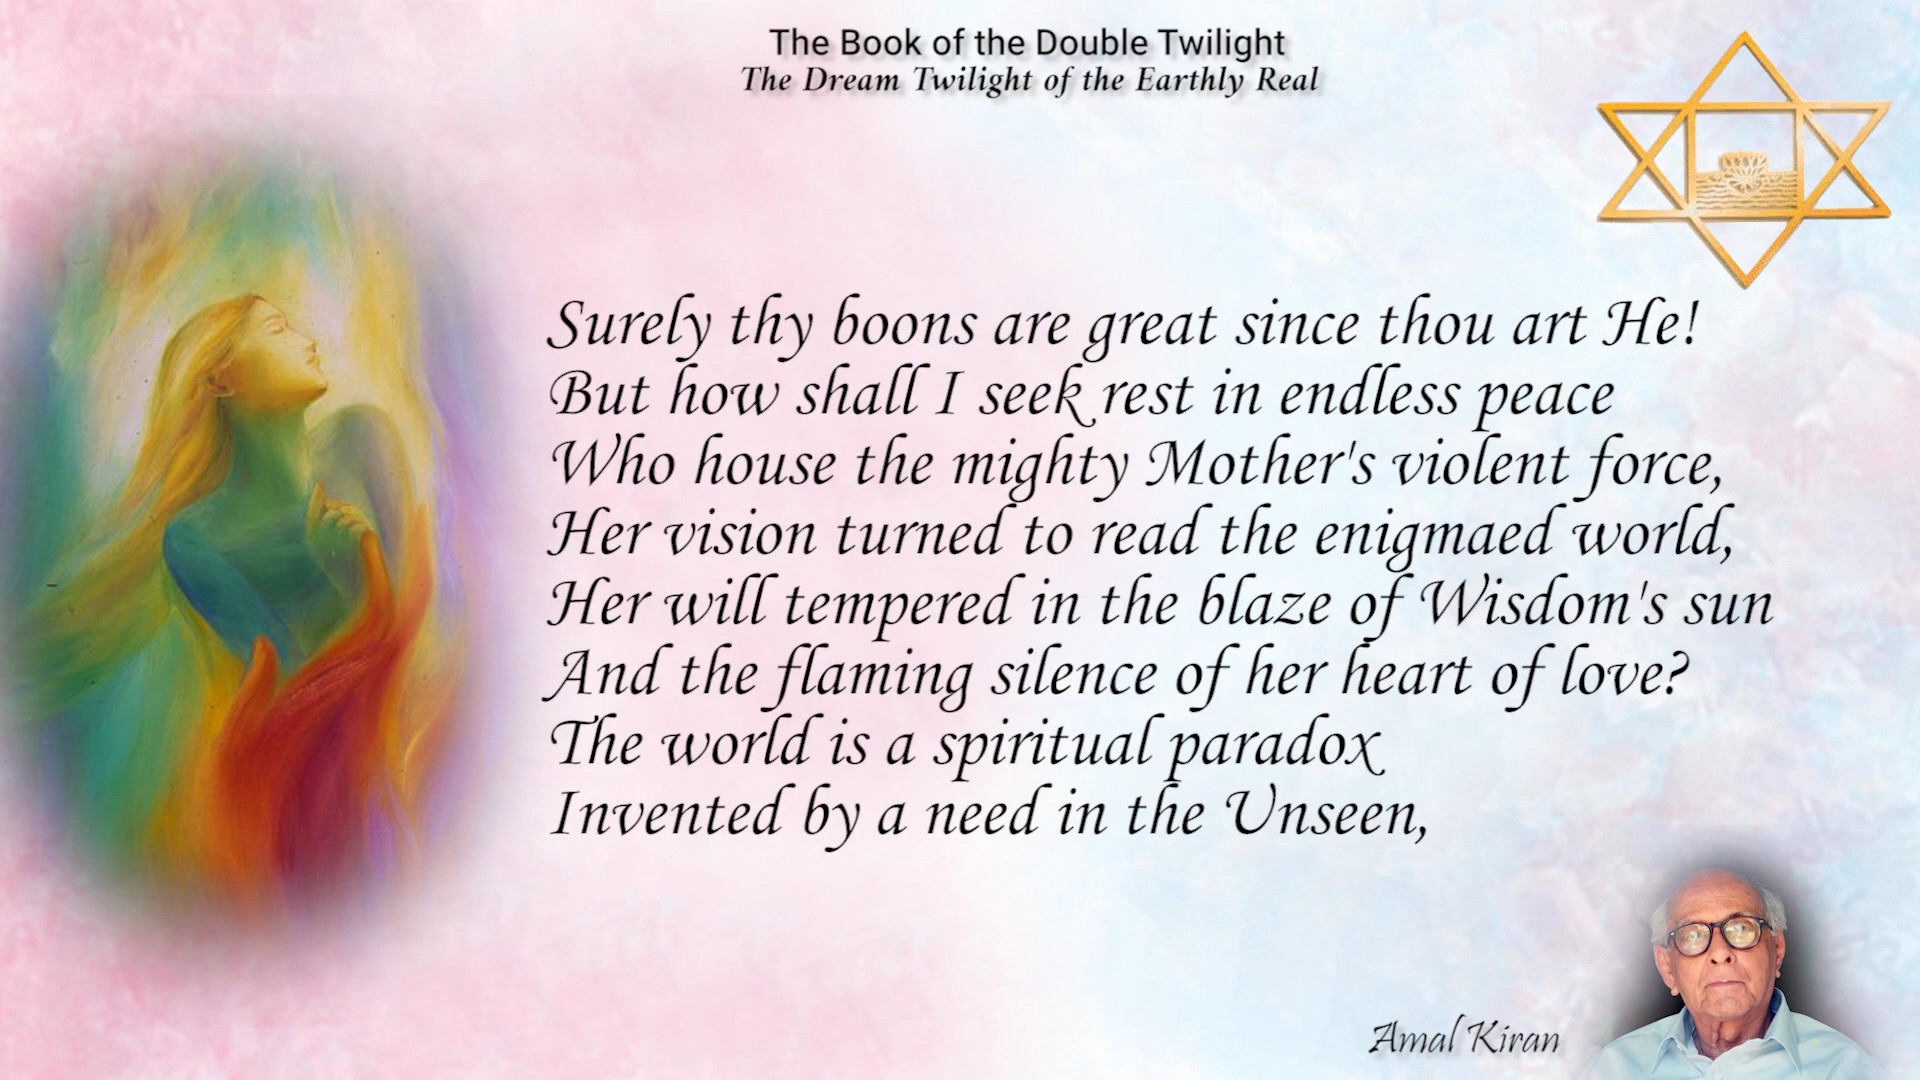 The Book of the Double Twilight
The Dream Twilight of the Earthly Real
Surely thy boons are great since thou art He!
But how shall I seek rest in endless peace
Who house the mighty Mother's violent force,
Her vision turned to read the enigmaed world,
Her will tempered in the blaze of Wisdom's sun
And the flaming silence of her heart of love?
The world is a spiritual paradox
Invented by a need in the Unseen,
Amal Kiran